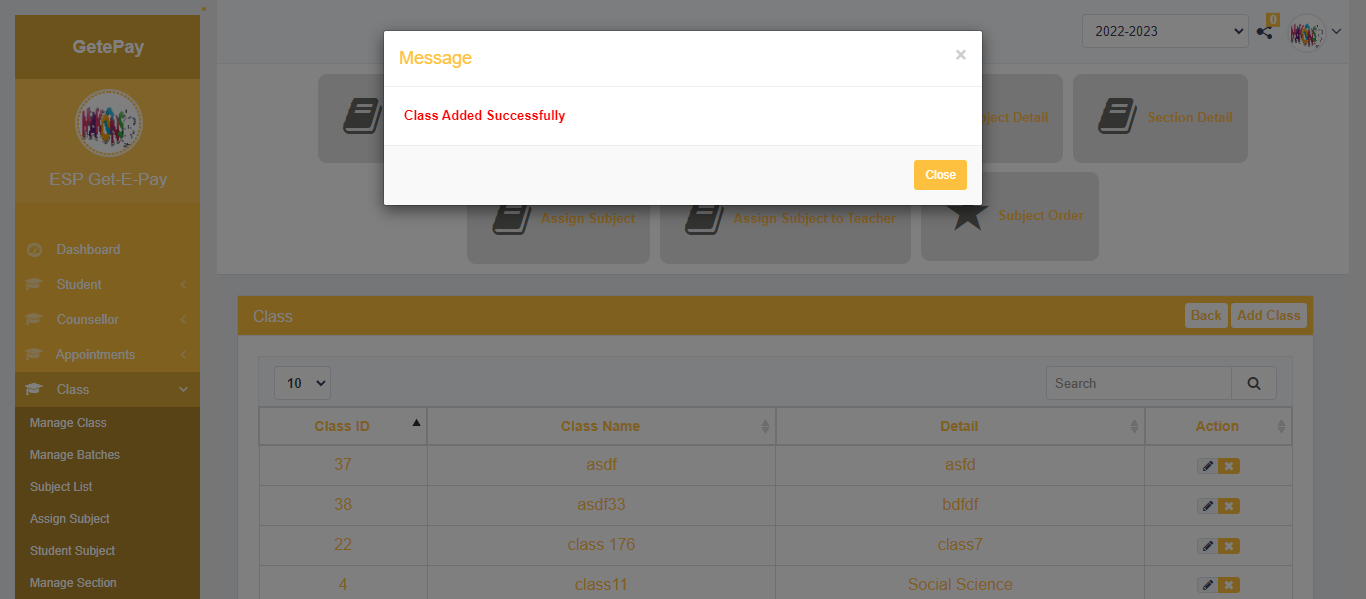 GetePay
ESP Get-E-Pay
Dashboard
Student
Counsellor
Appointments
Class
Manage Class
Manage Batches
Subject List
Assign Subject
Student Subject
Manage Section
2022-2023
0
Message
×
Class Added Successfully
Close
Detail
Section Detail
Assign Subject
Assign Subject to Teacher
Subject Order
Class
Back
Add Class
10
Search
Class ID Class Name Detail Action
37 asdf asfd
38 asdf33 bdfdf
22 class 176 class7
4 class11 Social Science